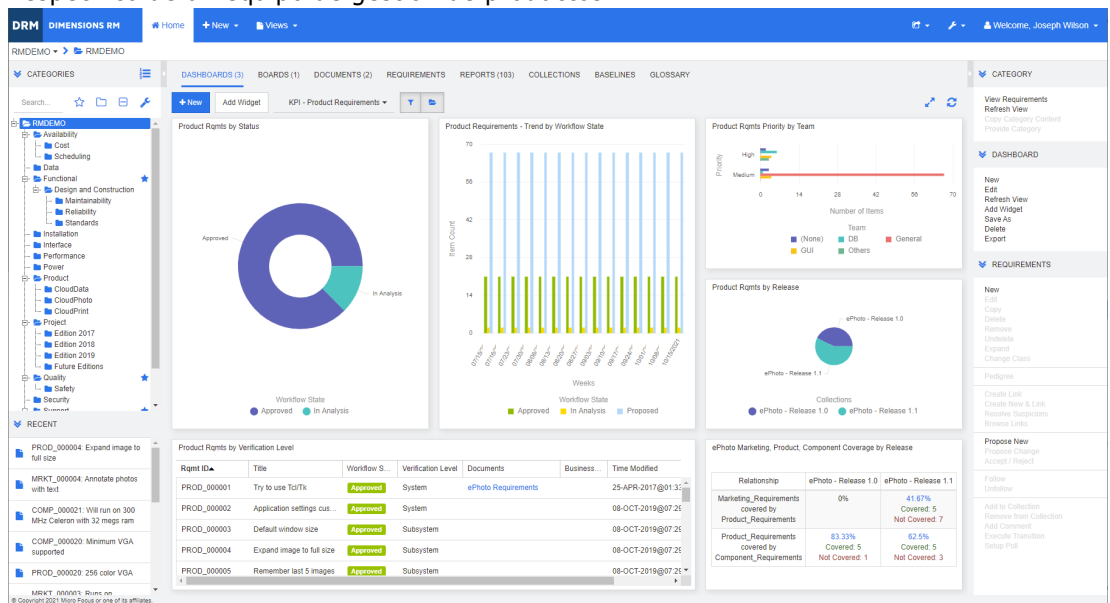 DRM DIMENSIONS RM
Home
+ New
Views
Welcome, Joseph Wilson
RMDEMO > RMDEMO
CATEGORIES
Search...
RMDEMO
Availability
Cost
Scheduling
Data
Functional
Design and Construction
Maintainability
Reliability
Standards
Installation
Interface
Performance
Power
Product
CloudData
CloudPhoto
CloudPrint
Project
Edition 2017
Edition 2018
Edition 2019
Future Editions
Quality
Safety
Security
RECENT
PROD_000004: Expand image to
full size
MRKT_000004: Annotate photos
with text
COMP_000021: Will run on 300
MHz Celeron with 32 megs ram
COMP_000020: Minimum VGA
supported
PROD_000020: 256 color VGA
MRKT_000003: Runs on
© Copyright 2021 Micro Focus or one of its affiliates.
DASHBOARDS (3) BOARDS (1) DOCUMENTS (2) REQUIREMENTS REPORTS (103) COLLECTIONS BASELINES GLOSSARY
+ New Add Widget KPI - Product Requirements
Product Rqmts by Status
Approved
In Analysis
Workflow State
Approved In Analysis
Product Requirements - Trend by Workflow State
70
56
42
28
14
0
Item Count
Weeks
10/15/2021
Workflow State
Approved In Analysis Proposed
Product Rqmts Priority by Team
Priority
High
Medium
0 14 28 42 56 70
Number of Items
Team
(None) DB General
GUI Others
Product Rqmts by Release
ePhoto - Release 1.0
ePhoto - Release 1.1
Collections
ePhoto - Release 1.0 ePhoto - Release 1.1
Product Rqmts by Verification Level
Rqmt ID Title Workflow S... Verification Level Documents Business... Time Modified
PROD_000001 Try to use Tcl/Tk Approved System ePhoto Requirements 25-APR-2017@01:33
PROD_000002 Application settings cus... Approved System 08-OCT-2019@07:29
PROD_000003 Default window size Approved Subsystem 08-OCT-2019@07:29
PROD_000004 Expand image to full size Approved Subsystem 08-OCT-2019@07:29
PROD_000005 Remember last 5 images Approved Subsystem 08-OCT-2019@07:29
ePhoto Marketing, Product, Component Coverage by Release
Relationship ePhoto - Release 1.0 ePhoto - Release 1.1
Marketing_Requirements
covered by
Product_Requirements
0%
41.67%
Covered: 5
Not Covered: 7
Product_Requirements
covered by
Component_Requirements
83.33%
Covered: 5
Not Covered: 1
62.5%
Covered: 5
Not Covered: 3
CATEGORY
View Requirements
Refresh View
Copy Category Content
Provide Category
DASHBOARD
New
Edit
Refresh View
Add Widget
Save As
Delete
Export
REQUIREMENTS
New
Edit
Copy
Delete
Remove
Undelete
Expand
Change Class
Pedigree
Create Link
Create New & Link
Resolve Suspicions
Browse Links
Propose New
Propose Change
Accept / Reject
Follow
Unfollow
Add to Collection
Remove from Collection
Add Comment
Execute Transition
Setup Poll